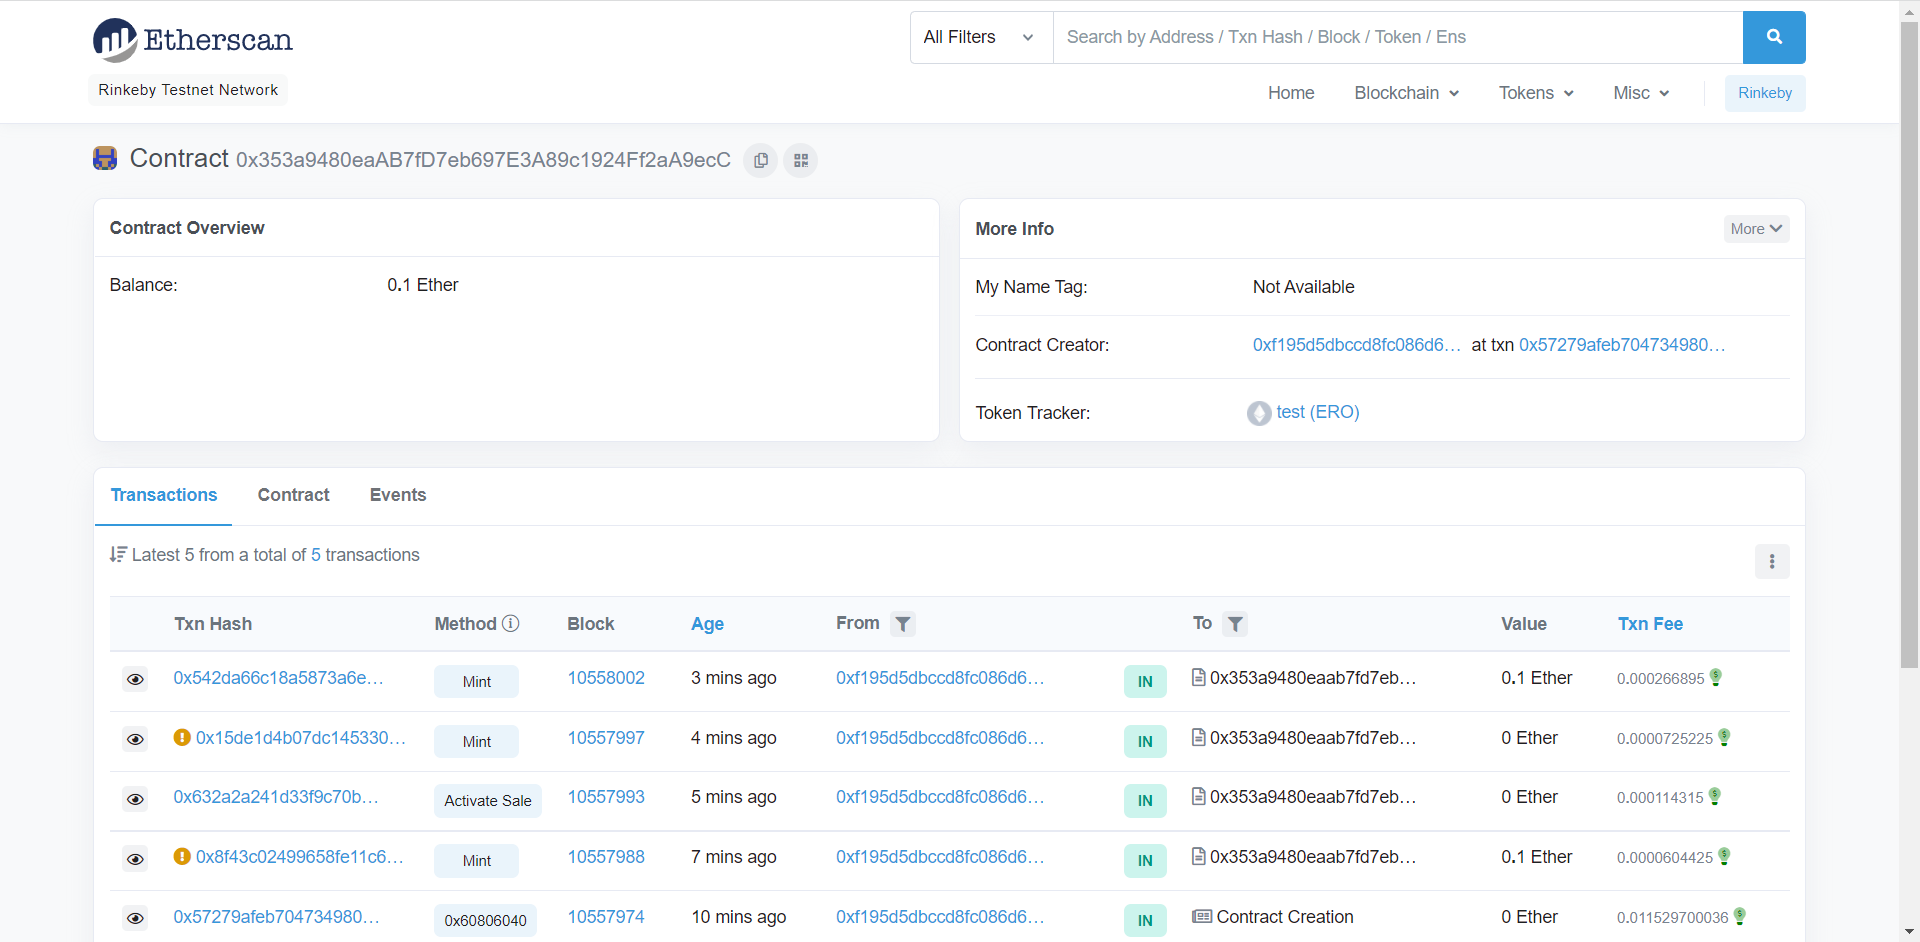 Etherscan
All Filters
Search by Address / Txn Hash / Block / Token / Ens
Rinkeby Testnet Network
Home Blockchain Tokens Misc Rinkeby
Contract 0x353a9480eaAB7fD7eb697E3A89c1924Ff2aA9ecC
Contract Overview
Balance: 0.1 Ether
More Info More
My Name Tag: Not Available
Contract Creator: 0xf195d5dbccd8fc086d6... at txn 0x57279afeb704734980...
Token Tracker: test (ERO)
Transactions Contract Events
Latest 5 from a total of 5 transactions
Txn Hash Method Block Age From To Value Txn Fee
0x542da66c18a5873a6e... Mint 10558002 3 mins ago 0xf195d5dbccd8fc086d6... IN 0x353a9480eaab7fd7eb... 0.1 Ether 0.000266895
0x15de1d4b07dc145330... Mint 10557997 4 mins ago 0xf195d5dbccd8fc086d6... IN 0x353a9480eaab7fd7eb... 0 Ether 0.0000725225
0x632a2a241d33f9c70b... Activate Sale 10557993 5 mins ago 0xf195d5dbccd8fc086d6... IN 0x353a9480eaab7fd7eb... 0 Ether 0.000114315
0x8f43c02499658fe11c6... Mint 10557988 7 mins ago 0xf195d5dbccd8fc086d6... IN 0x353a9480eaab7fd7eb... 0.1 Ether 0.0000604425
0x57279afeb704734980... 0x60806040 10557974 10 mins ago 0xf195d5dbccd8fc086d6... IN Contract Creation 0 Ether 0.011529700036